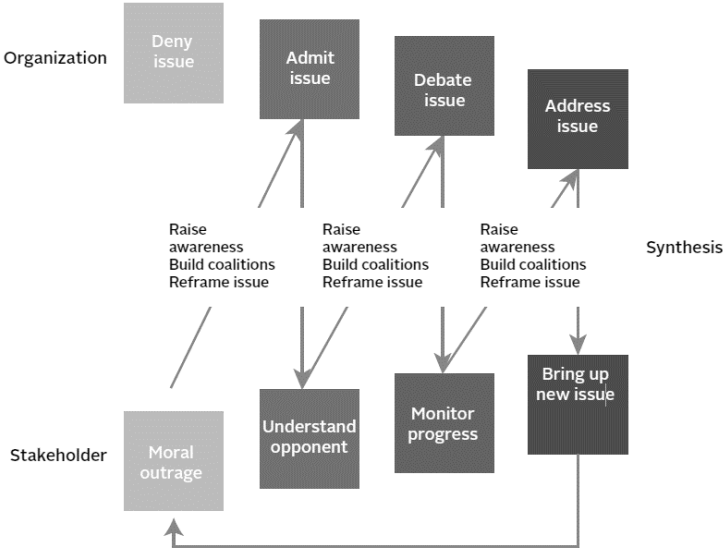 Organization
Deny
issue
Admit
issue
Debate
issue
Address
issue
Raise
awareness
Build coalitions
Reframe issue
Raise
awareness
Build coalitions
Reframe issue
Raise
awareness
Build coalitions
Reframe issue
Synthesis
Stakeholder
Moral
outrage
Understand
opponent
Monitor
progress
Bring up
new issue